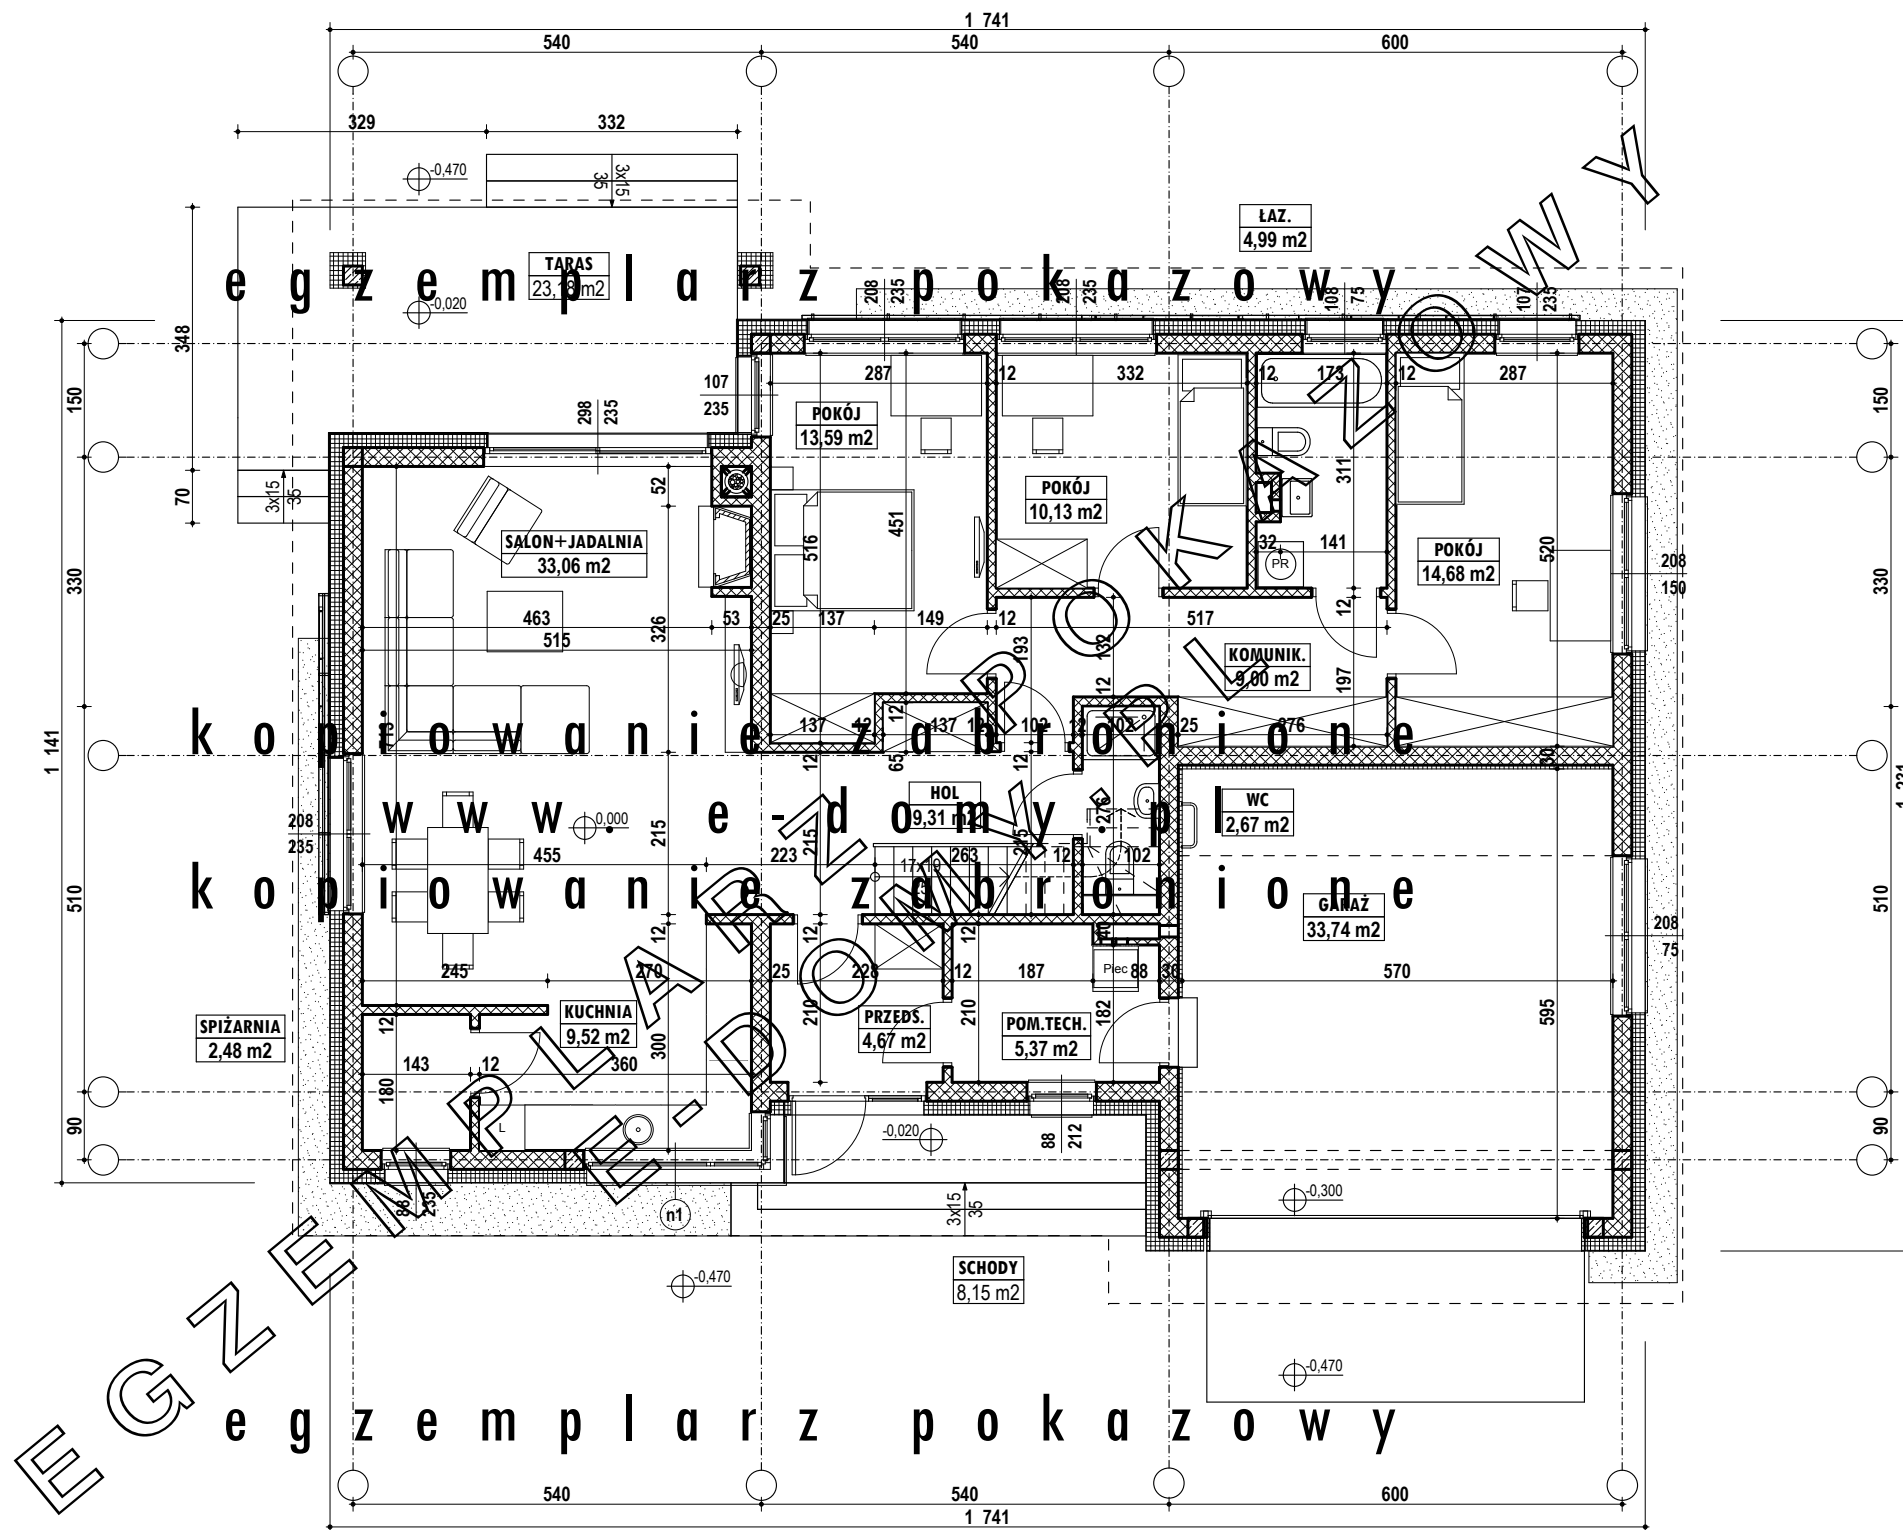 1 741
540 540 600
329 332
-0,470
3x15
35
ŁAZ.
4,99 m2
TARAS
23,18 m2
egzemplarz pokazowy
-0,020
208 235 208 235 108 75 107 235
348
150
107
235
287 12 332 12 173 12 287
150
298 235
POKÓJ
13,59 m2
311
70
3x15
35
52
POKÓJ
10,13 m2
451
516
SALON+JADALNIA
33,06 m2
32 141
PR
POKÓJ
14,68 m2
520
208
150
330
330
463 53 25 137 149 12 517
515
326
193
132
12
KOMUNIK.
9,00 m2
197
12
kopiowanie zabronione
713
137 12 137 12 102 12 102 25 276
12
65
12
12
30
1 141
1 231
HOL
9,31 m2
WC
2,67 m2
www.e-domy.pl
208
235
0,000
215
215
215
276
455 223 263 12 102
17x19
kopiowanie zabronione
510
510
GARAŻ
33,74 m2
208
75
12
12
12
40
245 270 25 228 12 187 88 30 570
Piec
SPIŻARNIA
2,48 m2
KUCHNIA
9,52 m2
PRZEDS.
4,67 m2
POM.TECH.
5,37 m2
210
210
182
595
12
300
143 12 360
180
90
90
L
-0,020
88
212
88
235
n1
3x15
35
-0,300
SCHODY
8,15 m2
-0,470
-0,470
egzemplarz pokazowy
540 540 600
1 741
EGZEMPLARZ POKAZOWY
E-DOMY.PL